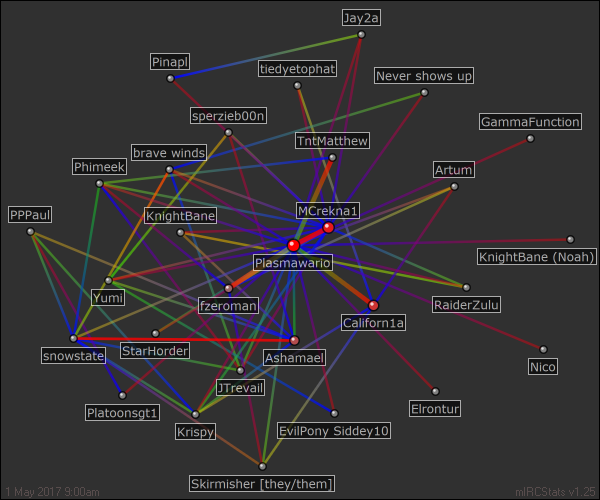 Jay2a
Pinapl
tiedyetophat
Never shows up
sperzieb00n
GammaFunction
TntMatthew
brave winds
Phimeek
Artum
PPPaul
KnightBane
MCrekna1
Plasmawario
KnightBane (Noah)
Yumi
fzeroman
RaiderZulu
Californ1a
snowstate
StarHorder
Ashamael
Nico
JTrevail
Platoonsgt1
Elrontur
Krispy
EvilPony Siddey10
Skirmisher [they/them]
1 May 2017 9:00am
mIRCStats v1.25